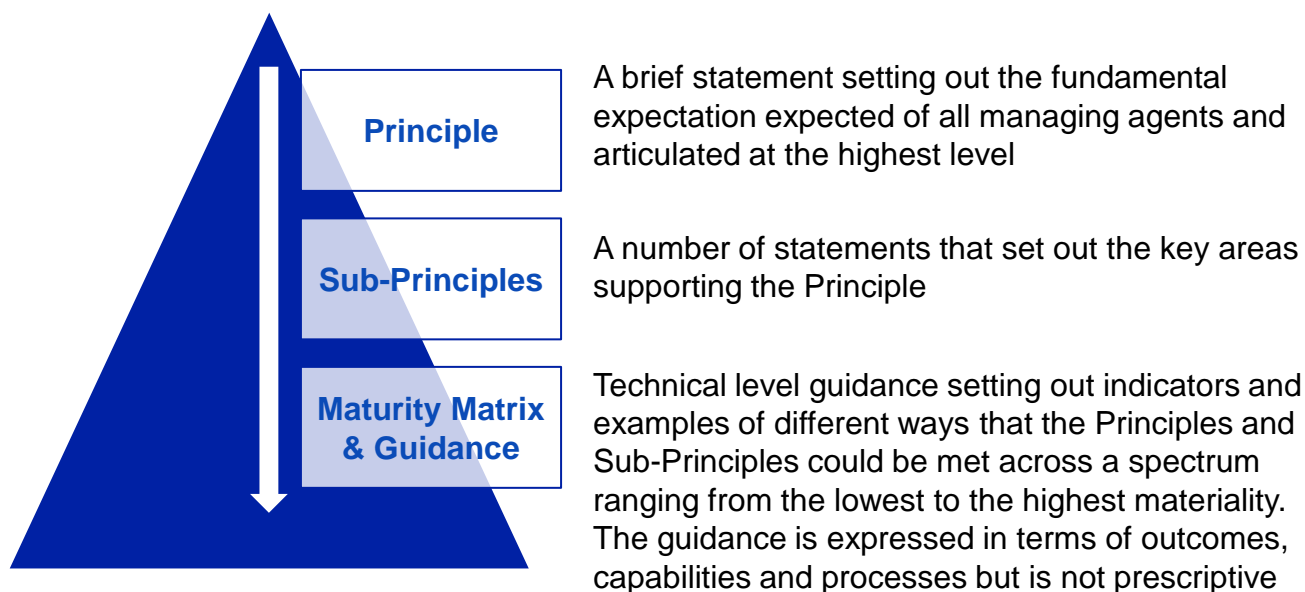 Principle
A brief statement setting out the fundamental
expectation expected of all managing agents and
articulated at the highest level
Sub-Principles
A number of statements that set out the key areas
supporting the Principle
Maturity Matrix
& Guidance
Technical level guidance setting out indicators and
examples of different ways that the Principles and
Sub-Principles could be met across a spectrum
ranging from the lowest to the highest materiality.
The guidance is expressed in terms of outcomes,
capabilities and processes but is not prescriptive